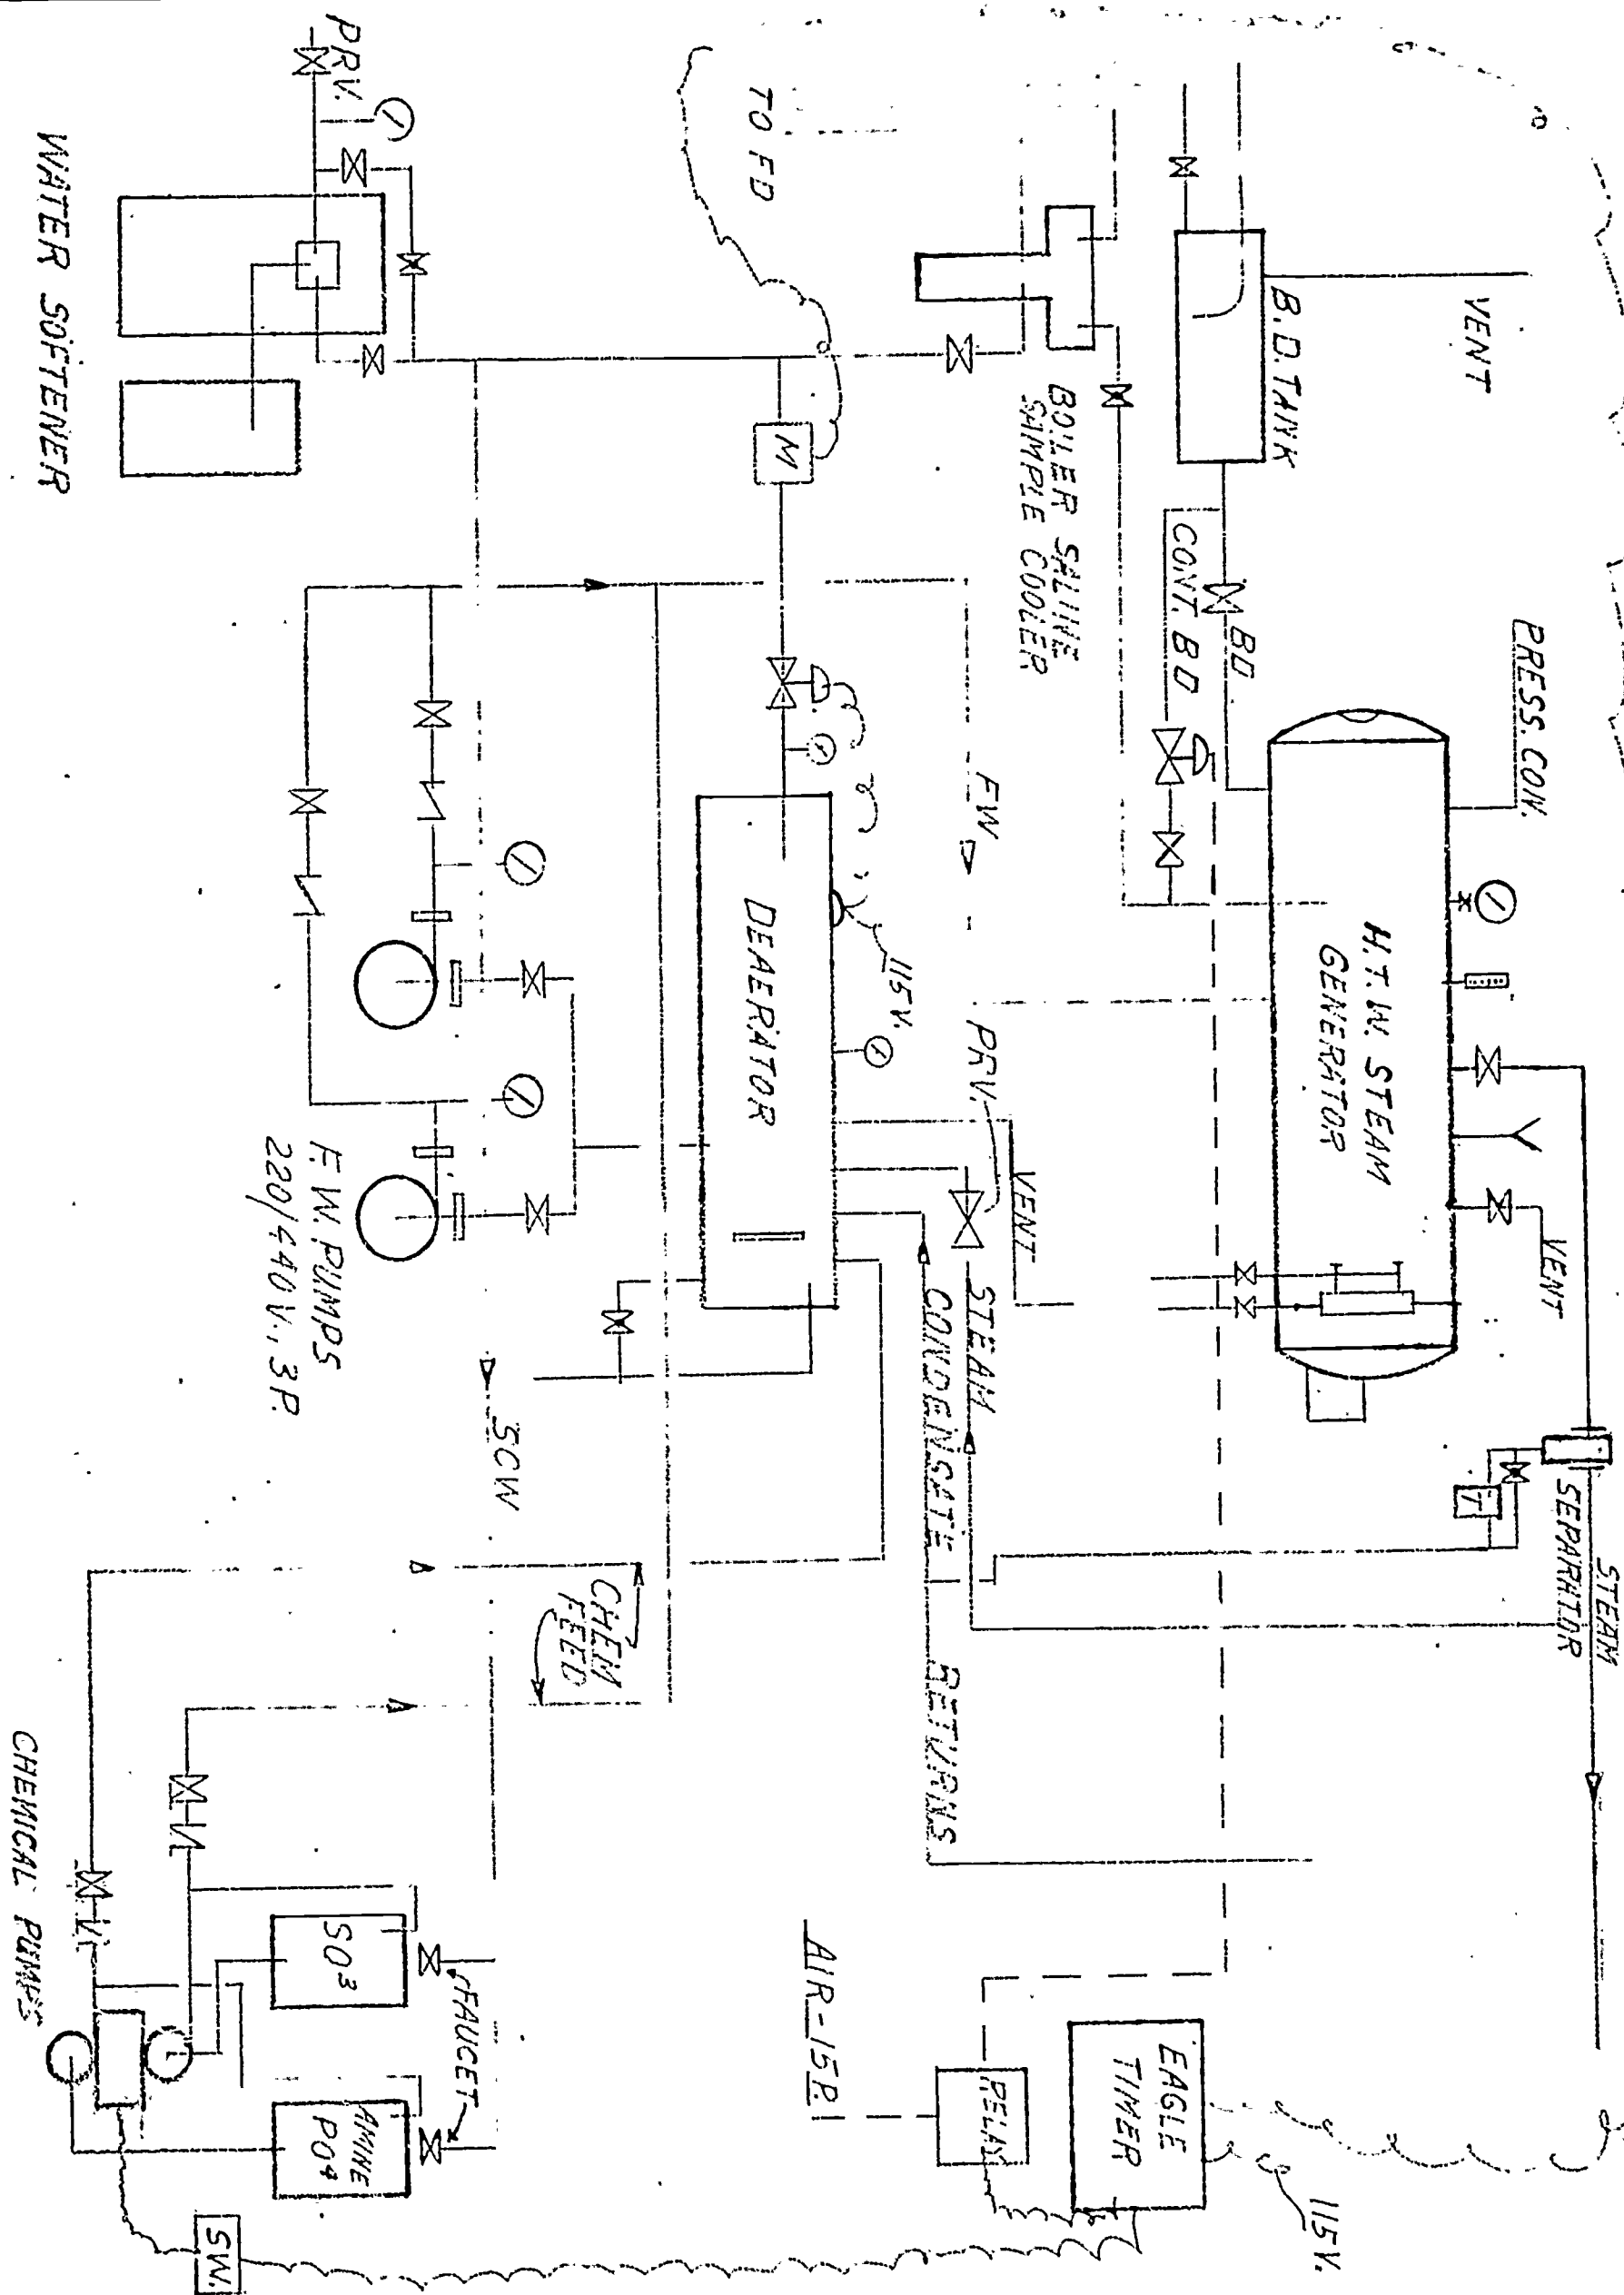 PRESS. CON.
VENT
STEAM
VENT
B.D. TANK
BD
H.T.W. STEAM
GENERATOR
SEPARATOR
CONT. BD
115V.
BOILER SALINE
SAMPLE COOLER
EAGLE
TIMER
T
FW
PRV.
VENT
STEAM
CONDENSATE RETURNS
RELAY
TO FD
AIR-15P.
M
115V.
DEAERATOR
CHEM
FEED
SCW
FAUCET
PRV.
SO3
AMINE
PO4
F.W. PUMPS
220/440V., 3P.
SW.
WATER SOFTENER
CHEMICAL PUMPS